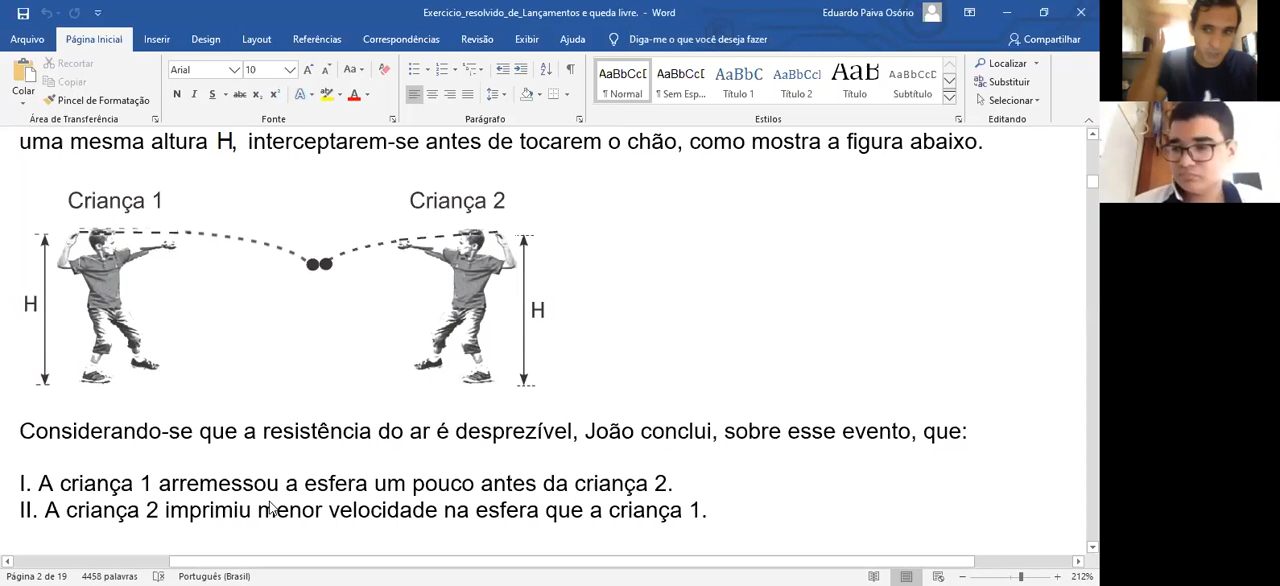 Exercicio_resolvido_de_Lançamentos e queda livre. - Word
Eduardo Paiva Osório
Arquivo
Página Inicial
Inserir
Design
Layout
Referências
Correspondências
Revisão
Exibir
Ajuda
Diga-me o que você deseja fazer
Compartilhar
Colar
Recortar
Copiar
Pincel de Formatação
Área de Transferência
Arial
10
Aa
N I S abc x₂ x²
Fonte
Parágrafo
AaBbCcI
¶ Normal
AaBbCcI
¶ Sem Esp...
AaBbC
Título 1
AaBbCcI
Título 2
AaB
Título
AaBbCcI
Subtítulo
Estilos
Localizar
Substituir
Selecionar
Editando
uma mesma altura H, interceptarem-se antes de tocarem o chão, como mostra a figura abaixo.
Criança 1
Criança 2
H
H
Considerando-se que a resistência do ar é desprezível, João conclui, sobre esse evento, que:
I. A criança 1 arremessou a esfera um pouco antes da criança 2.
II. A criança 2 imprimiu menor velocidade na esfera que a criança 1.
Página 2 de 19
4458 palavras
Português (Brasil)
212%